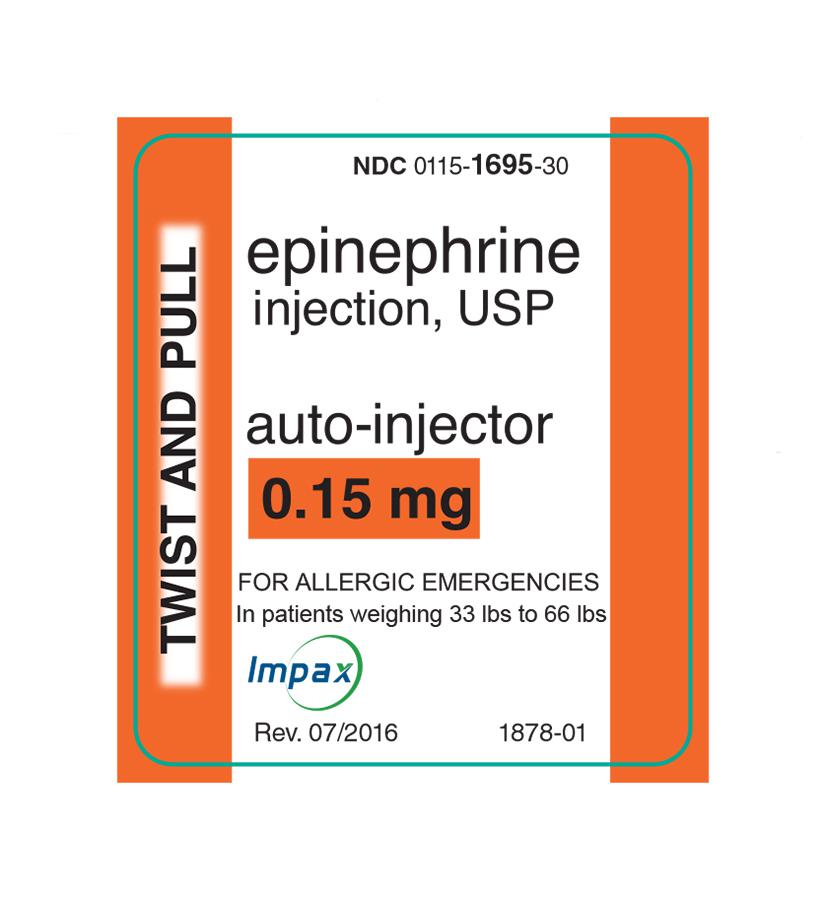 NDC 0115-1695-30
TWIST AND PULL
epinephrine
injection, USP
auto-injector
0.15 mg
FOR ALLERGIC EMERGENCIES
In patients weighing 33 lbs to 66 lbs
Impax
Rev. 07/2016 1878-01